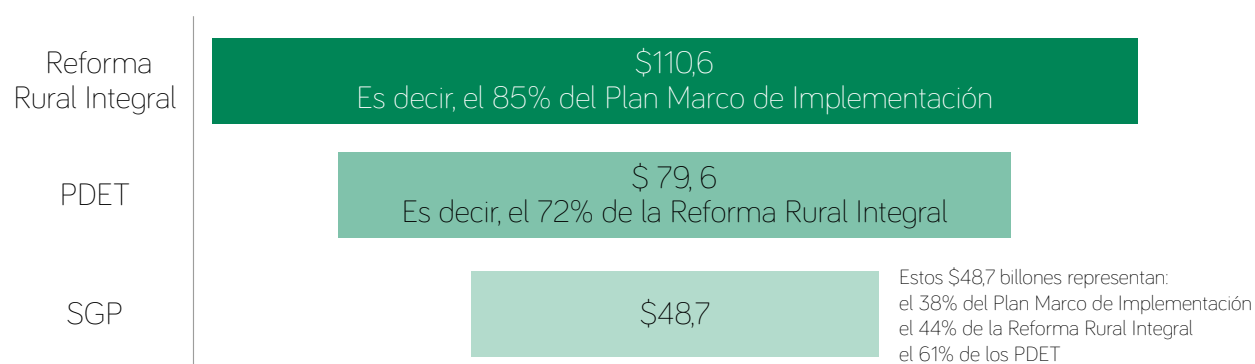 Reforma
Rural Integral
$110,6
Es decir, el 85% del Plan Marco de Implementación
PDET
$ 79, 6
Es decir, el 72% de la Reforma Rural Integral
SGP
$48,7
Estos $48,7 billones representan:
el 38% del Plan Marco de Implementación
el 44% de la Reforma Rural Integral
el 61% de los PDET